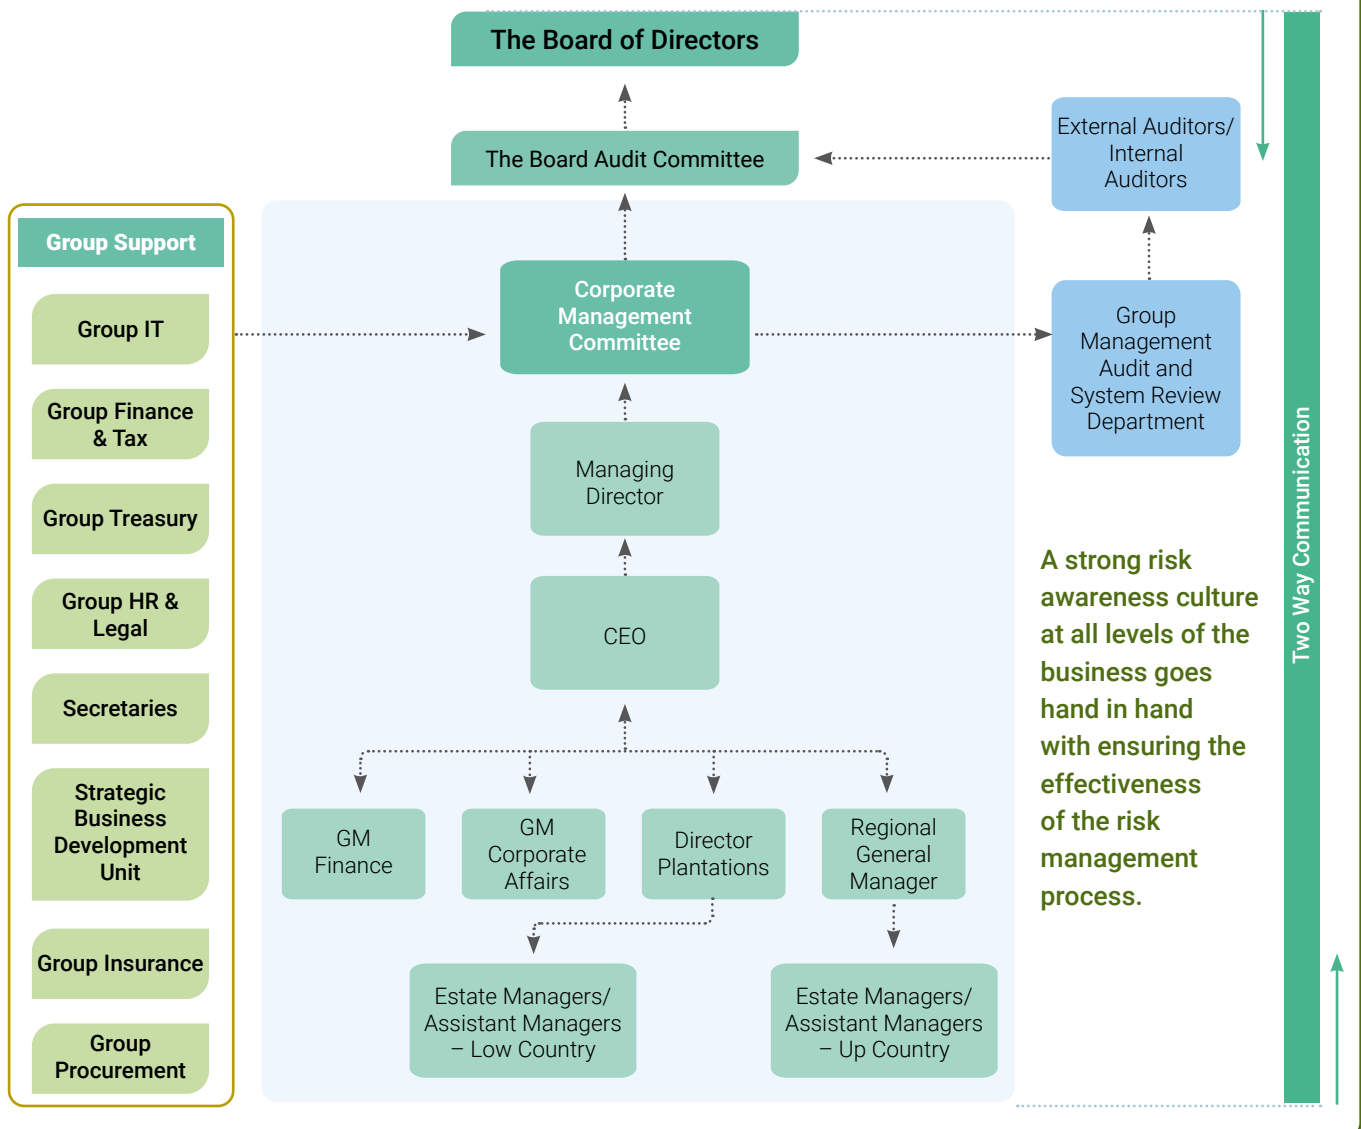 The Board of Directors
The Board Audit Committee
External Auditors/
Internal
Auditors
Group Support
Group IT
Group Finance
& Tax
Group Treasury
Group HR &
Legal
Secretaries
Strategic
Business
Development
Unit
Group Insurance
Group
Procurement
Corporate
Management
Committee
Group
Management
Audit and
System Review
Department
Managing
Director
CEO
GM
Finance
GM
Corporate
Affairs
Director
Plantations
Regional
General
Manager
Estate Managers/
Assistant Managers
– Low Country
Estate Managers/
Assistant Managers
– Up Country
A strong risk
awareness culture
at all levels of the
business goes
hand in hand
with ensuring the
effectiveness
of the risk
management
process.
Two Way Communication